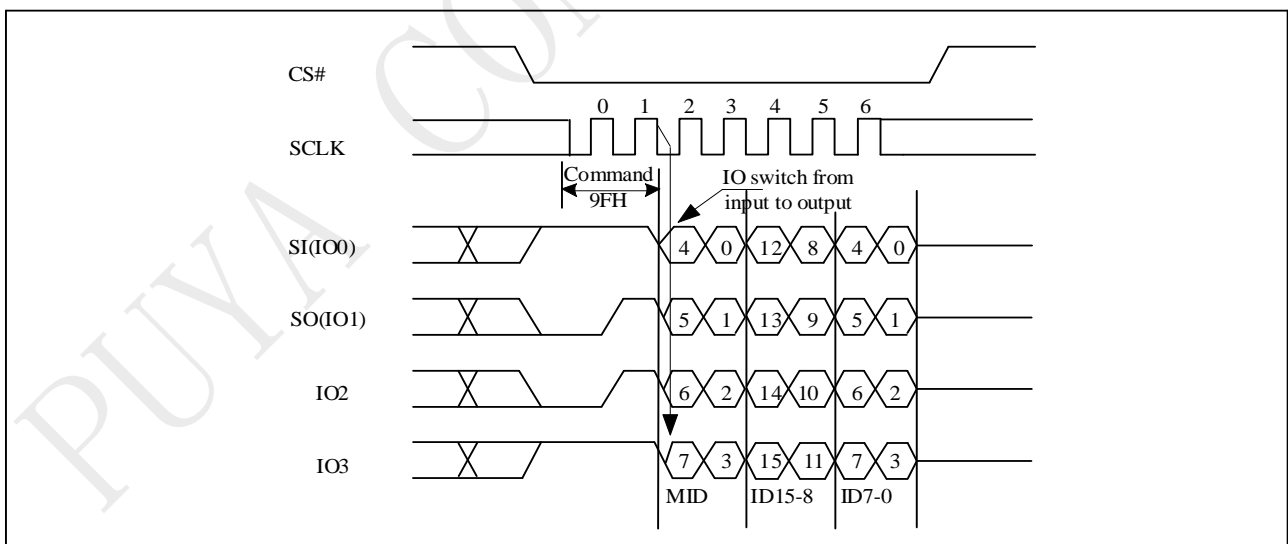 PUYA CON
CS#
0 1 2 3 4 5 6
SCLK
Command
9FH
IO switch from
input to output
SI(IO0)
4 0 12 8 4 0
SO(IO1)
5 1 13 9 5 1
IO2
6 2 14 10 6 2
IO3
7 3 15 11 7 3
MID ID15-8 ID7-0